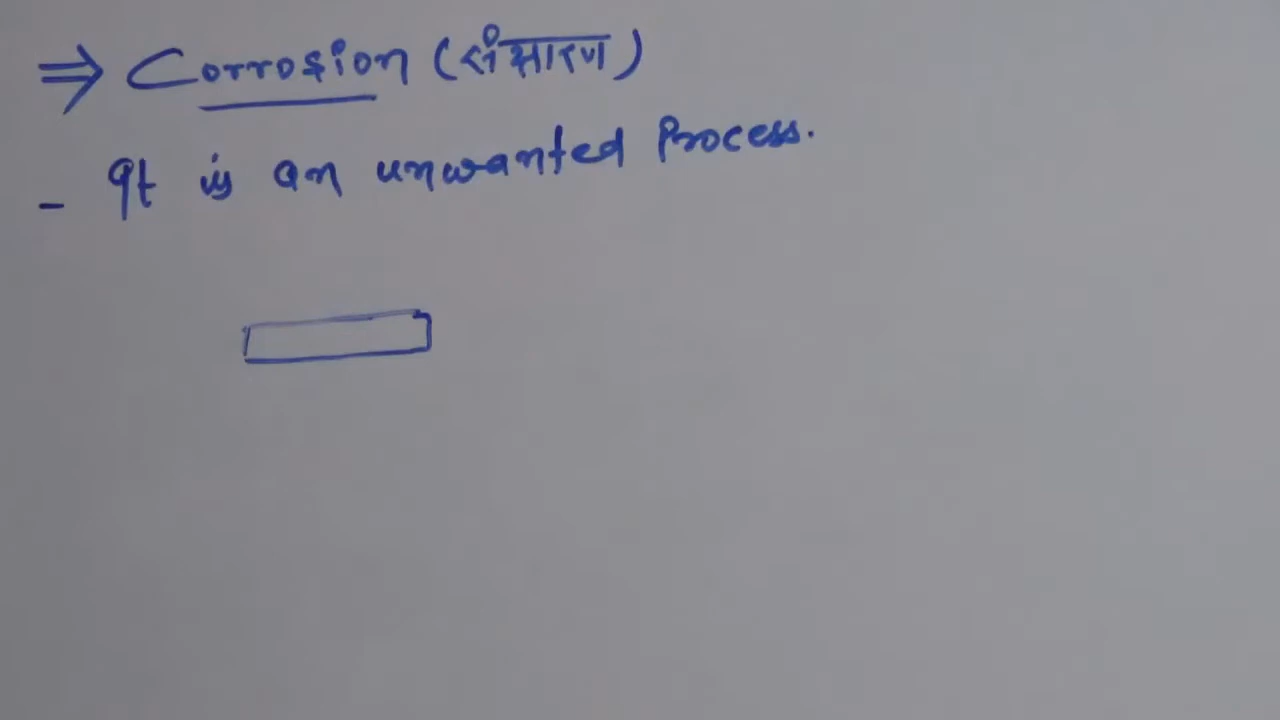 ⇒ Corrosion (संक्षारण)
- It is an unwanted Process.